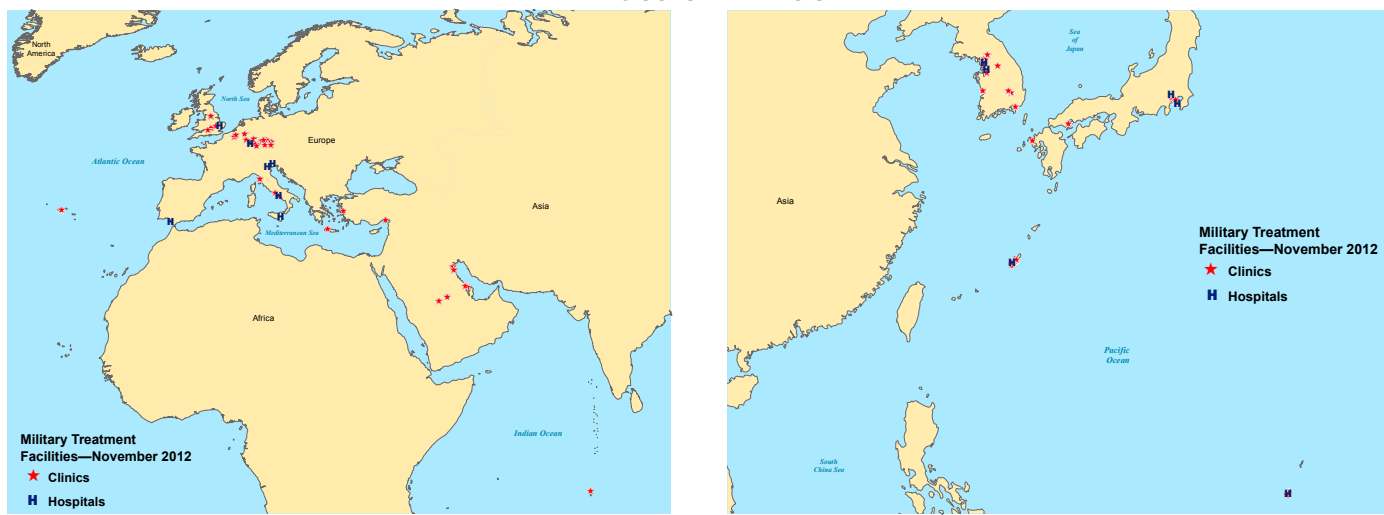 North
America
North Sea
Europe
Atlantic Ocean
Asia
Mediterranean Sea
Africa
Indian Ocean
Military Treatment
Facilities—November 2012
Clinics
H Hospitals
Sea
of
Japan
Asia
Military Treatment
Facilities—November 2012
Clinics
H Hospitals
Pacific
Ocean
South
China Sea